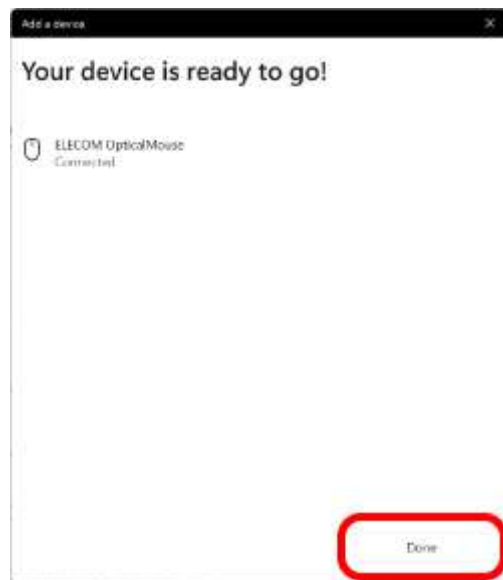 Add a device
Your device is ready to go!
ELECOM OpticalMouse
Connected
Done